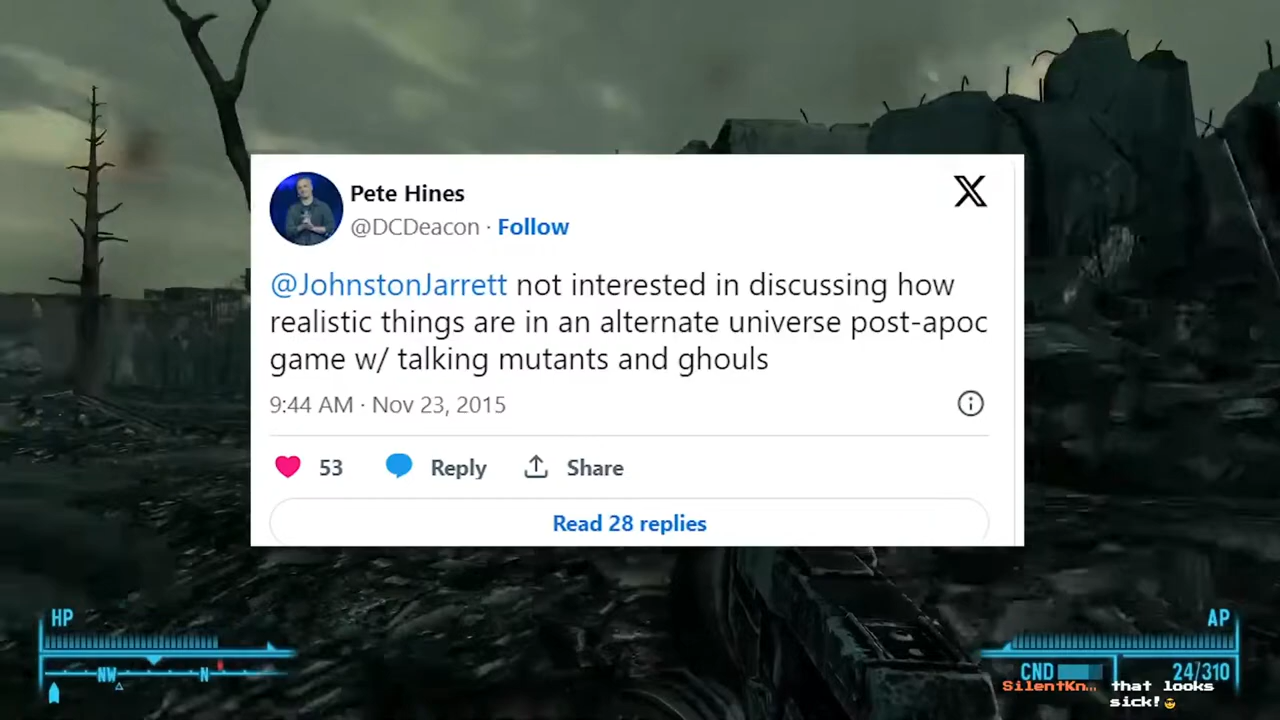 Pete Hines
@DCDeacon · Follow
@JohnstonJarrett not interested in discussing how
realistic things are in an alternate universe post-apoc
game w/ talking mutants and ghouls
9:44 AM · Nov 23, 2015
53 Reply Share
Read 28 replies
HP
NW N
AP
CND 24/310
SilentKn… that looks
sick!😎